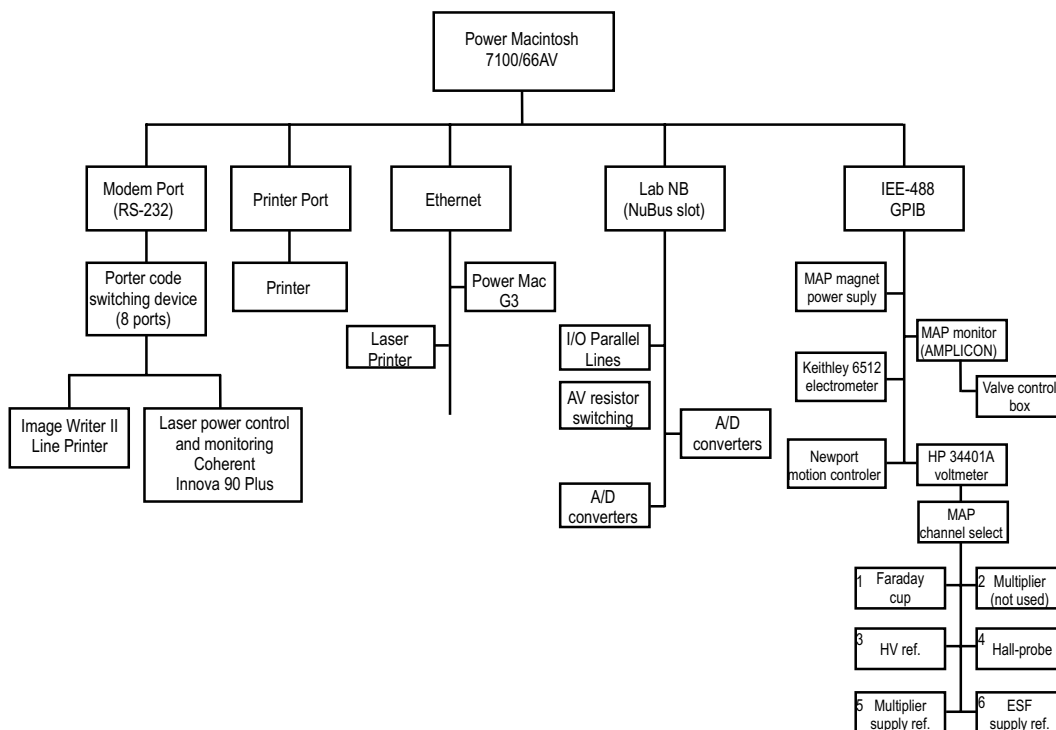 Power Macintosh
7100/66AV
Modem Port
(RS-232)
Printer Port
Ethernet
Lab NB
(NuBus slot)
IEE-488
GPIB
Porter code
switching device
(8 ports)
Printer
Power Mac
G3
Laser
Printer
I/O Parallel
Lines
AV resistor
switching
A/D
converters
A/D
converters
MAP magnet
power suply
MAP monitor
(AMPLICON)
Keithley 6512
electrometer
Valve control
box
Newport
motion controler
HP 34401A
voltmeter
MAP
channel select
Image Writer II
Line Printer
Laser power control
and monitoring
Coherent
Innova 90 Plus
1 Faraday
cup
2 Multiplier
(not used)
3
HV ref.
4
Hall-probe
5 Multiplier
supply ref.
6 ESF
supply ref.